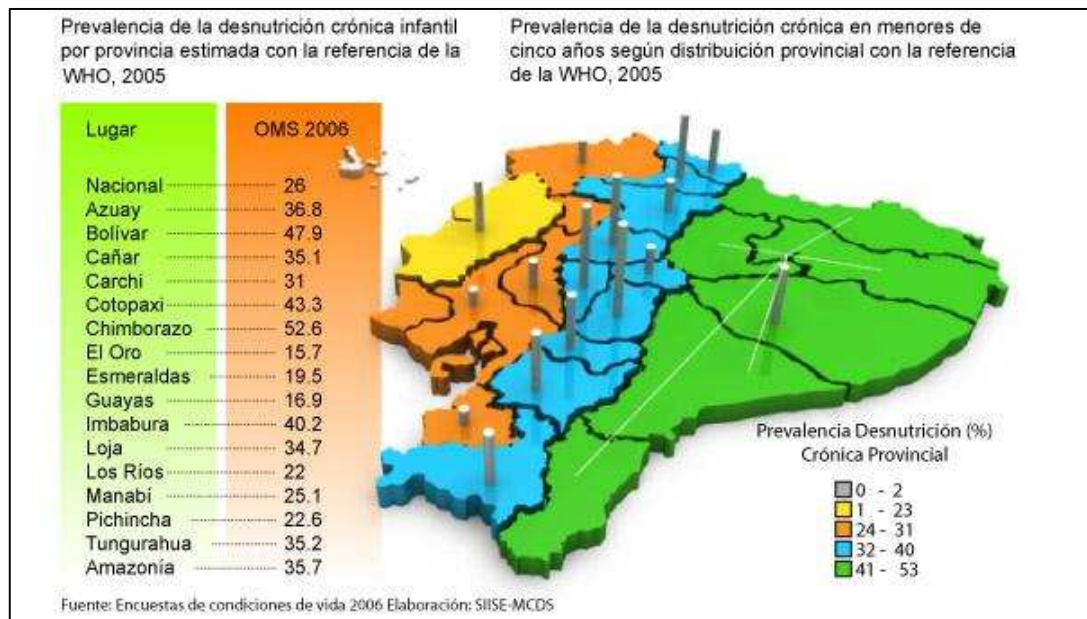 Prevalencia de la desnutrición crónica infantil
por provincia estimada con la referencia de la
WHO, 2005
Prevalencia de la desnutrición crónica en menores de
cinco años según distribuición provincial con la referencia
de la WHO, 2005
Lugar OMS 2006
Nacional 26
Azuay 36.8
Bolívar 47.9
Cañar 35.1
Carchi 31
Cotopaxi 43.3
Chimborazo 52.6
El Oro 15.7
Esmeraldas 19.5
Guayas 16.9
Imbabura 40.2
Loja 34.7
Los Ríos 22
Manabí 25.1
Pichincha 22.6
Tungurahua 35.2
Amazonía 35.7
Prevalencia Desnutrición (%)
Crónica Provincial
0 - 2
1 - 23
24 - 31
32 - 40
41 - 53
Fuente: Encuestas de condiciones de vida 2006 Elaboración: SIISE-MCDS